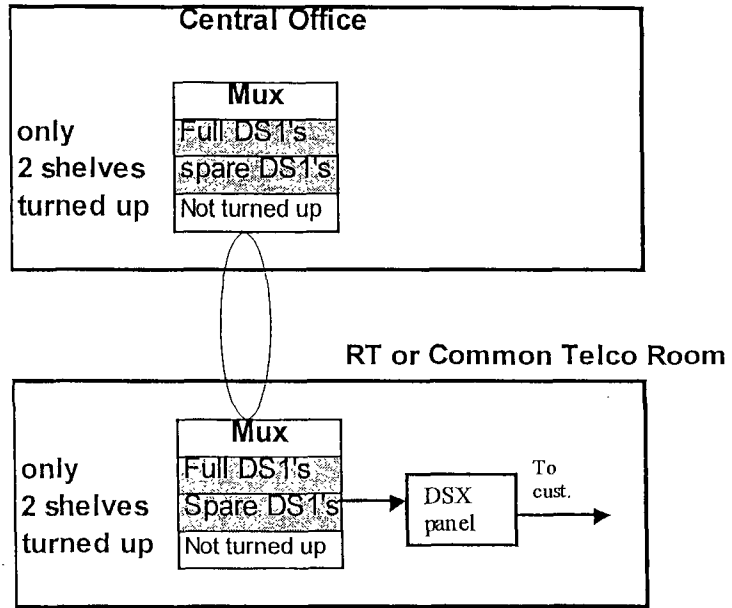 Central Office
only
2 shelves
turned up
Mux
Full DS1's
spare DS1's
Not turned up
RT or Common Telco Room
only
2 shelves
turned up
Mux
Full DS1's
Spare DS1's
Not turned up
DSX
panel
To
cust.